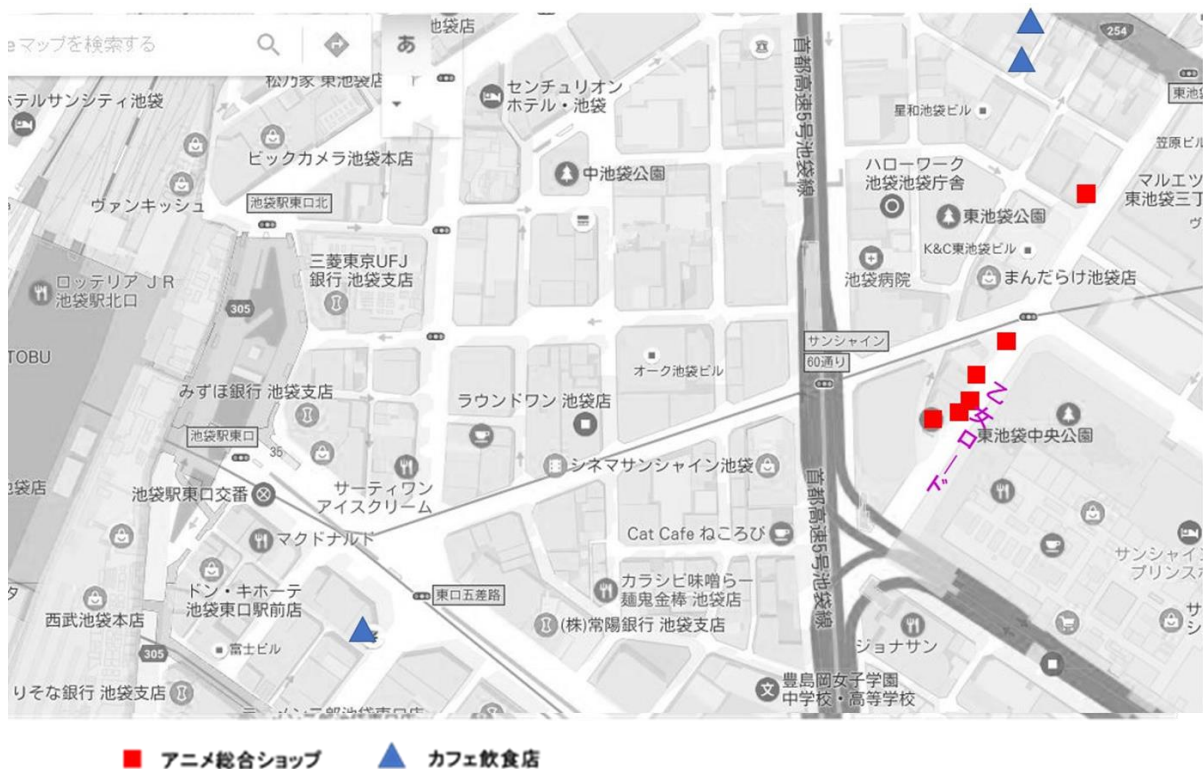 eマップを検索する
あ
池袋店
松乃家 東池袋店
センチュリオン
ホテル・池袋
254
東池袋
ホテルサンシティ池袋
ビックカメラ池袋本店
首都高速5号池袋線
星和池袋ビル
笠原ビル
中池袋公園
ハローワーク
池袋池袋庁舎
マルエツ
東池袋三丁
ヴァンキッシュ
池袋駅東口北
東池袋公園
K&C東池袋ビル
三菱東京UFJ
銀行 池袋支店
池袋病院
まんだらけ池袋店
ロッテリア JR
池袋駅北口
305
サンシャイン
60通り
TOBU
オーク池袋ビル
みずほ銀行 池袋支店
ラウンドワン 池袋店
乙女ロード
東池袋中央公園
池袋駅東口
35
シネマサンシャイン池袋
首都高速5号池袋線
池袋駅東口交番
サーティワン
アイスクリーム
Cat Cafe ねころび
マクドナルド
サンシャイン
プリンスホ
ドン・キホーテ
池袋東口駅前店
東口五差路
カラシビ味噌らー
麺鬼金棒 池袋店
西武池袋本店
(株)常陽銀行 池袋支店
ジョナサン
富士ビル
305
りそな銀行 池袋支店
豊島岡女子学園
中学校・高等学校
アニメ総合ショップ
カフェ飲食店